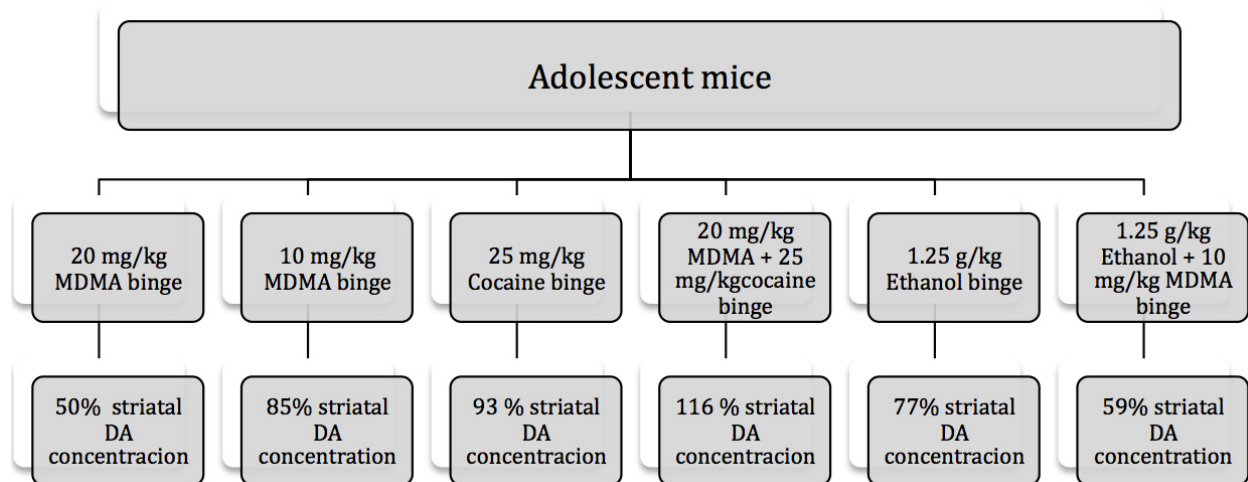 Adolescent mice
20 mg/kg
MDMA binge
10 mg/kg
MDMA binge
25 mg/kg
Cocaine binge
20 mg/kg
MDMA + 25
mg/kgcocaine
binge
1.25 g/kg
Ethanol binge
1.25 g/kg
Ethanol + 10
mg/kg MDMA
binge
50% striatal
DA
concentracion
85% striatal
DA
concentration
93 % striatal
DA
concentracion
116 % striatal
DA
concentracion
77% striatal
DA
concentracion
59% striatal
DA
concentration